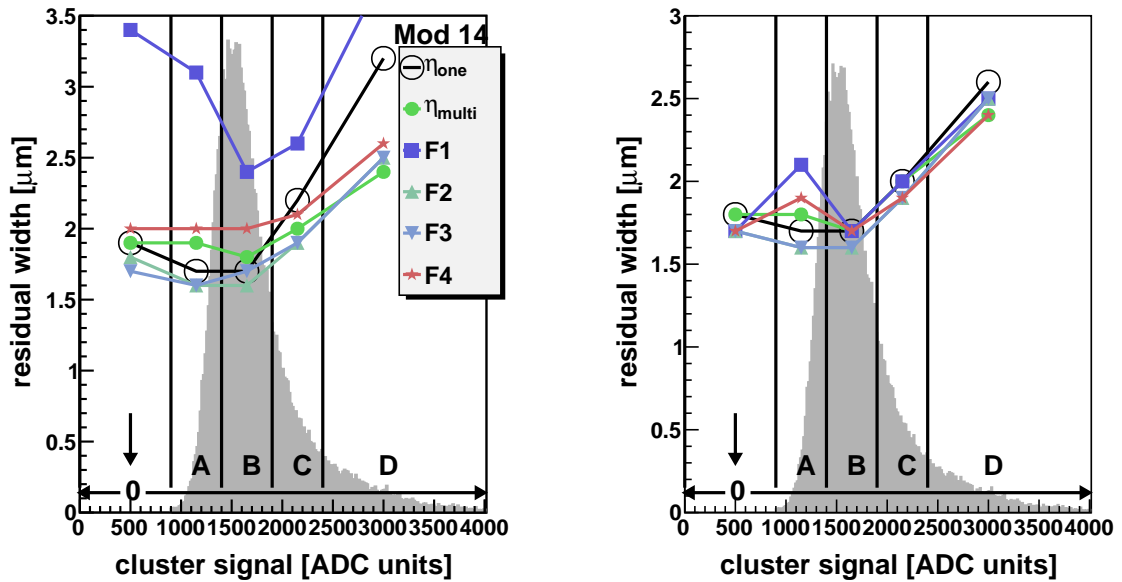 3.5
3
2.5
2
1.5
1
0.5
0
residual width [μm]
Mod 14
η one
η multi
F1
F2
F3
F4
0 A B C D
0 500 1000 1500 2000 2500 3000 3500 4000
cluster signal [ADC units]
3
2.5
2
1.5
1
0.5
0
residual width [μm]
0 A B C D
0 500 1000 1500 2000 2500 3000 3500 4000
cluster signal [ADC units]